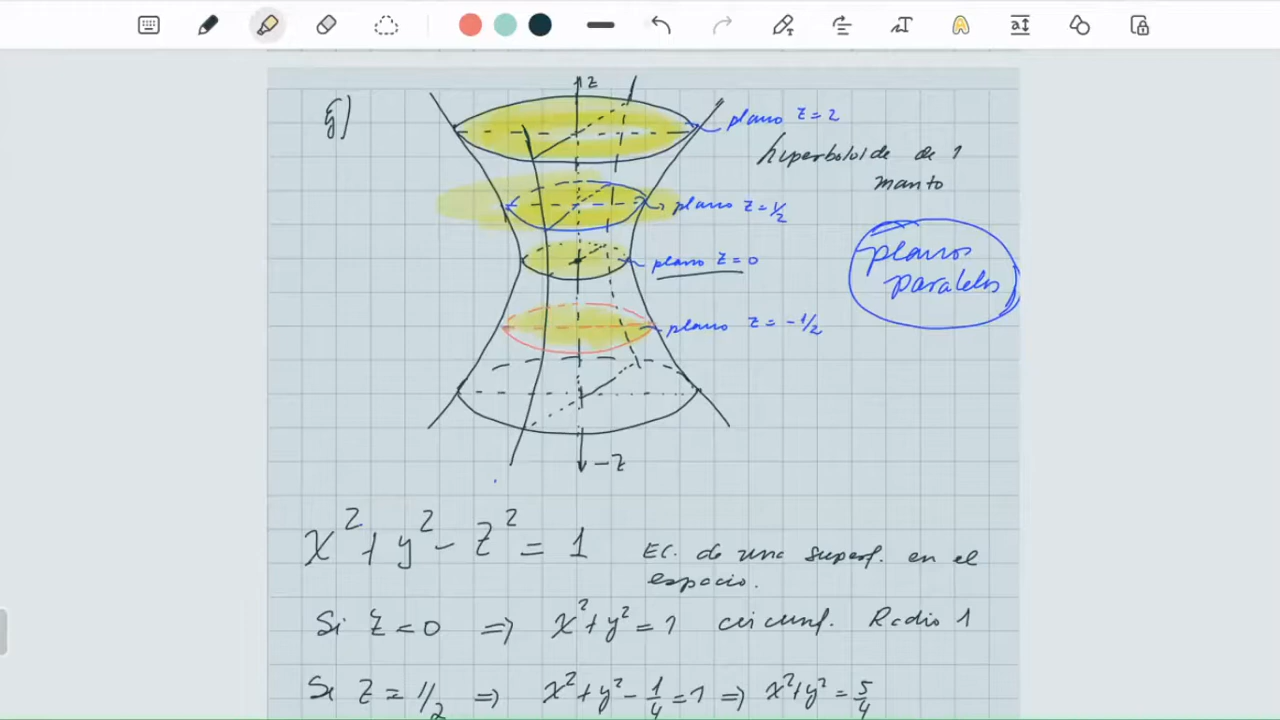 Ej)
z
plano z = 2
hiperboloide de 1
manto
plano z = 1/2
planos
paralelos
plano z = 0
plano z = -1/2
-z
x² + y² - z² = 1
Ec. de una superf. en el
espacio.
Si z = 0 ⇒ x² + y² = 1 circunf. Radio 1
Si z = 1/2 ⇒ x² + y² - 1/4 = 1 ⇒ x² + y² = 5/4